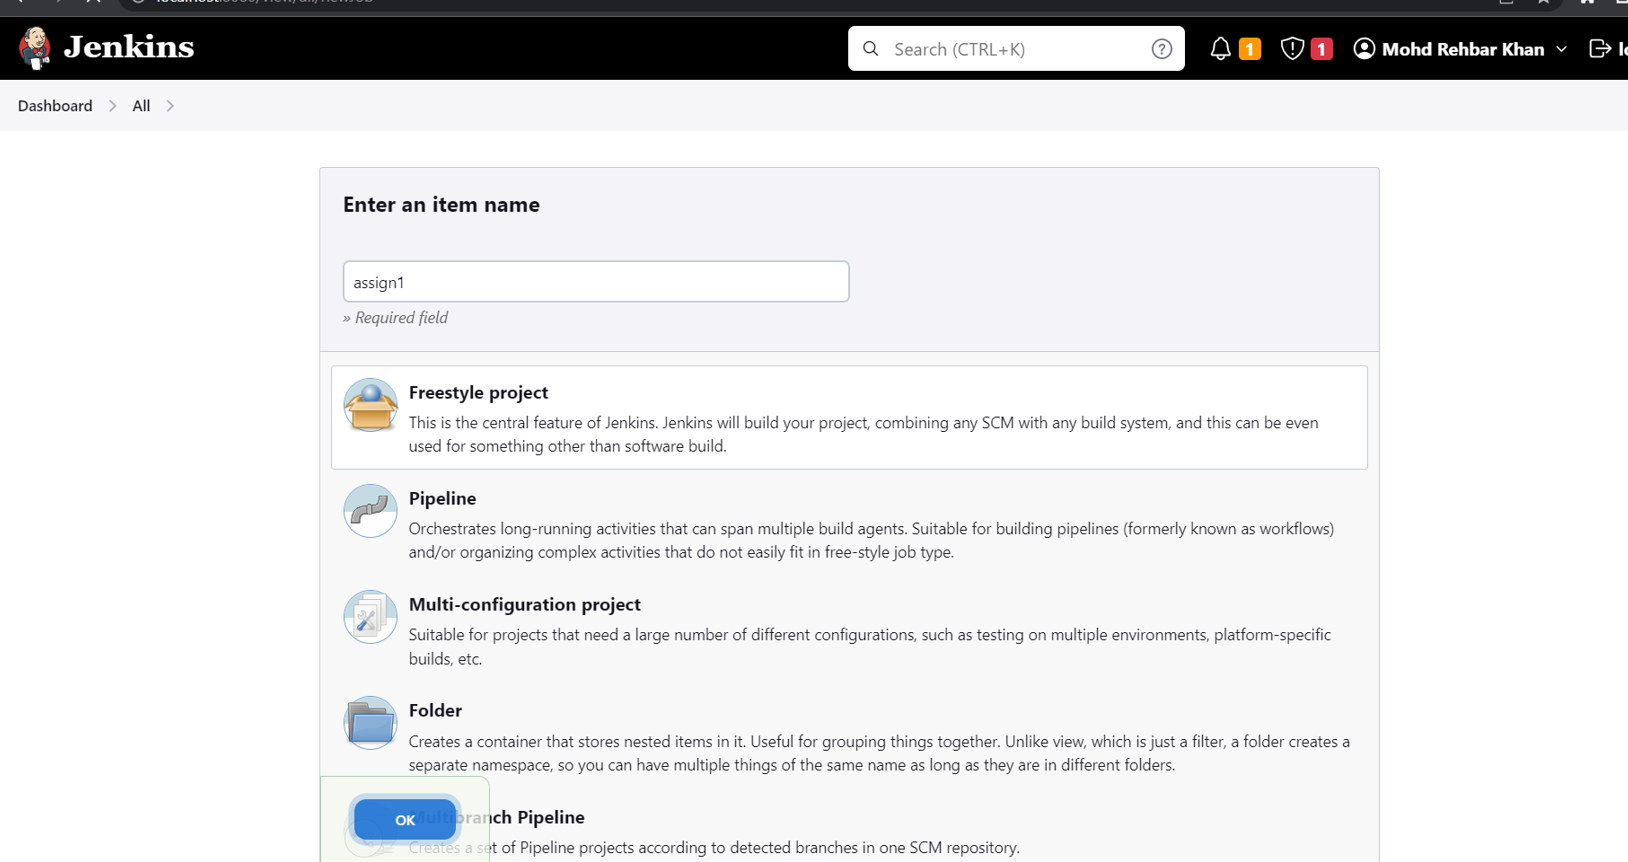 Jenkins
Search (CTRL+K)
1
1
Mohd Rehbar Khan
Dashboard
All
Enter an item name
assign1
» Required field
Freestyle project
This is the central feature of Jenkins. Jenkins will build your project, combining any SCM with any build system, and this can be even
used for something other than software build.
Pipeline
Orchestrates long-running activities that can span multiple build agents. Suitable for building pipelines (formerly known as workflows)
and/or organizing complex activities that do not easily fit in free-style job type.
Multi-configuration project
Suitable for projects that need a large number of different configurations, such as testing on multiple environments, platform-specific
builds, etc.
Folder
Creates a container that stores nested items in it. Useful for grouping things together. Unlike view, which is just a filter, a folder creates a
separate namespace, so you can have multiple things of the same name as long as they are in different folders.
OK
Multibranch Pipeline
Creates a set of Pipeline projects according to detected branches in one SCM repository.